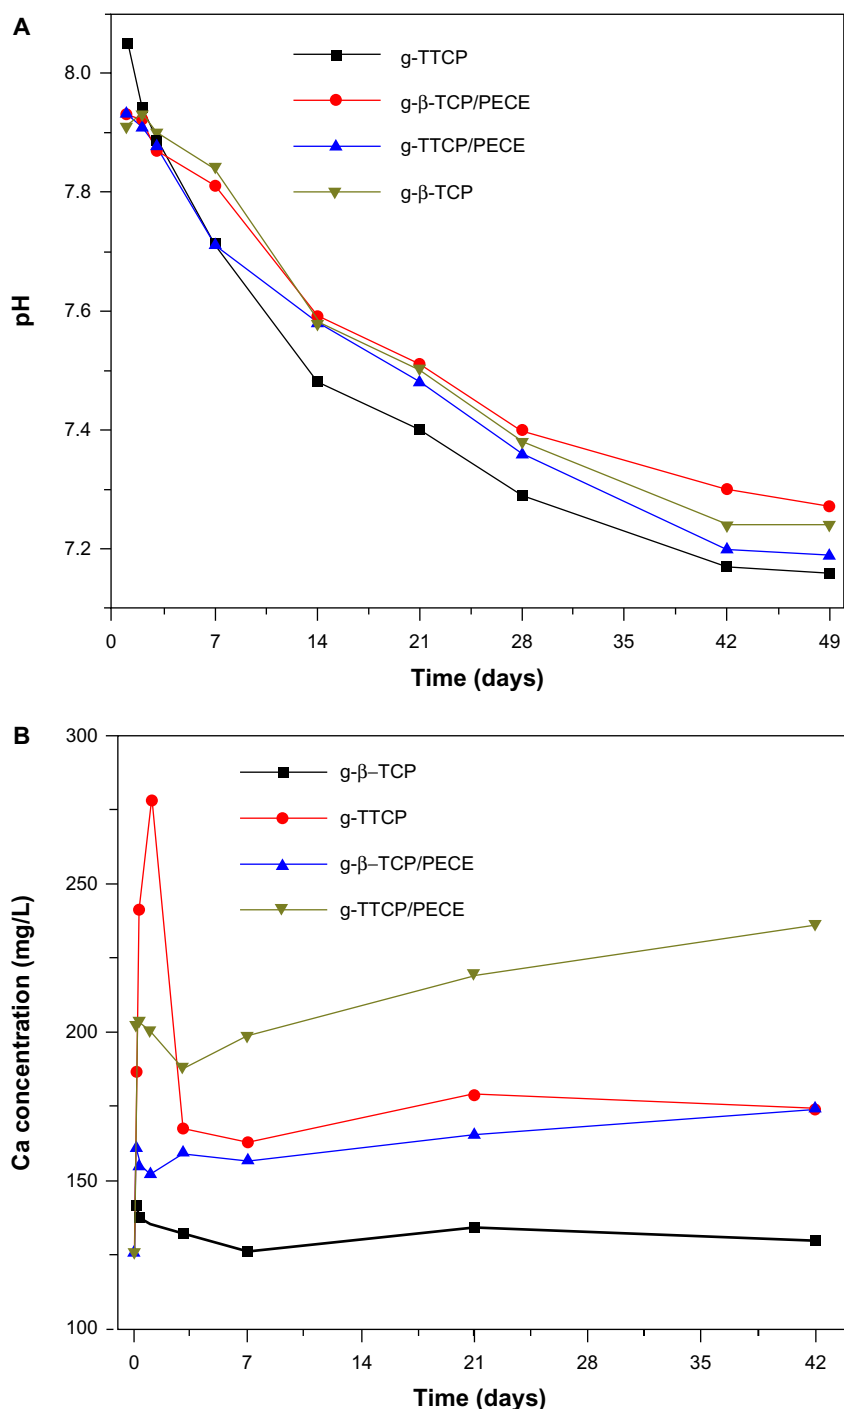 A
g-TTCP
g-β-TCP/PECE
g-TTCP/PECE
g-β-TCP
8.0
7.8
7.6
7.4
7.2
pH
0 7 14 21 28 35 42 49
Time (days)
B
300
250
200
150
100
g-β–TCP
g-TTCP
g-β–TCP/PECE
g-TTCP/PECE
Ca concentration (mg/L)
0 7 14 21 28 35 42
Time (days)